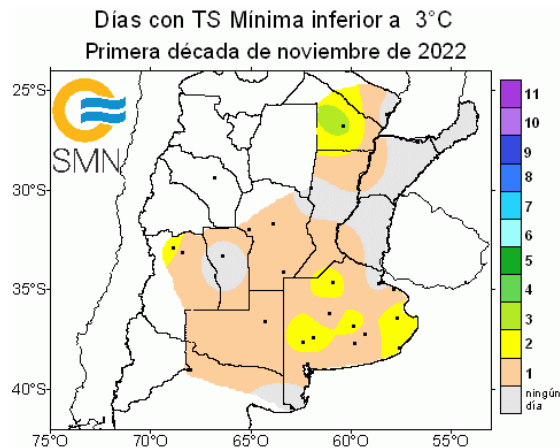 Días con TS Mínima inferior a 3°C
Primera década de noviembre de 2022
25°S
30°S
35°S
40°S
75°O
70°O
65°O
60°O
55°O
SMN
11
10
9
8
7
6
5
4
3
2
1
ningún
día